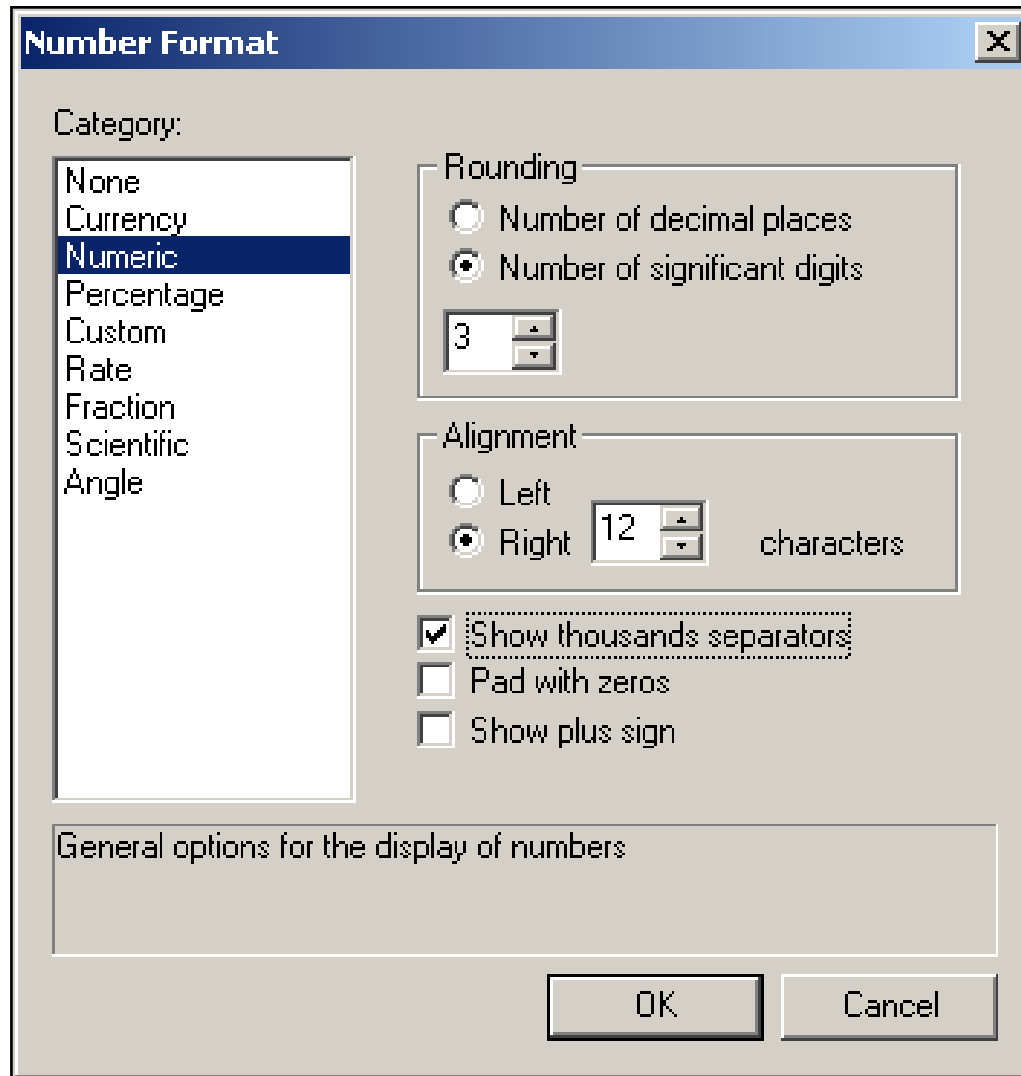 Number Format
Category:
None
Currency
Numeric
Percentage
Custom
Rate
Fraction
Scientific
Angle
Rounding
Number of decimal places
Number of significant digits
3
Alignment
Left
Right 12 characters
Show thousands separators
Pad with zeros
Show plus sign
General options for the display of numbers
OK Cancel